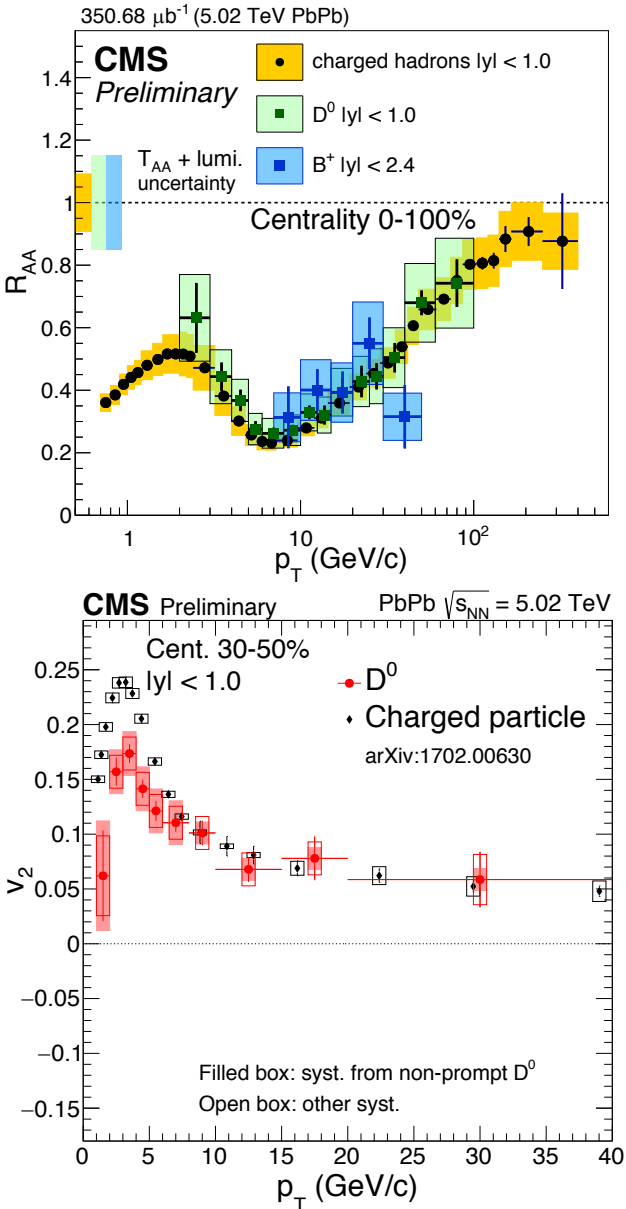 350.68 μb⁻¹ (5.02 TeV PbPb)
CMS
Preliminary
charged hadrons |y| < 1.0
D⁰ |y| < 1.0
B⁺ |y| < 2.4
T_AA + lumi.
uncertainty
Centrality 0-100%
R_AA
1.4
1.2
1
0.8
0.6
0.4
0.2
0
1
10
10²
p_T (GeV/c)
CMS Preliminary
PbPb √s_NN = 5.02 TeV
Cent. 30-50%
|y| < 1.0
D⁰
Charged particle
arXiv:1702.00630
v₂
0.25
0.2
0.15
0.1
0.05
0
−0.05
−0.1
−0.15
Filled box: syst. from non-prompt D⁰
Open box: other syst.
0 5 10 15 20 25 30 35 40
p_T (GeV/c)